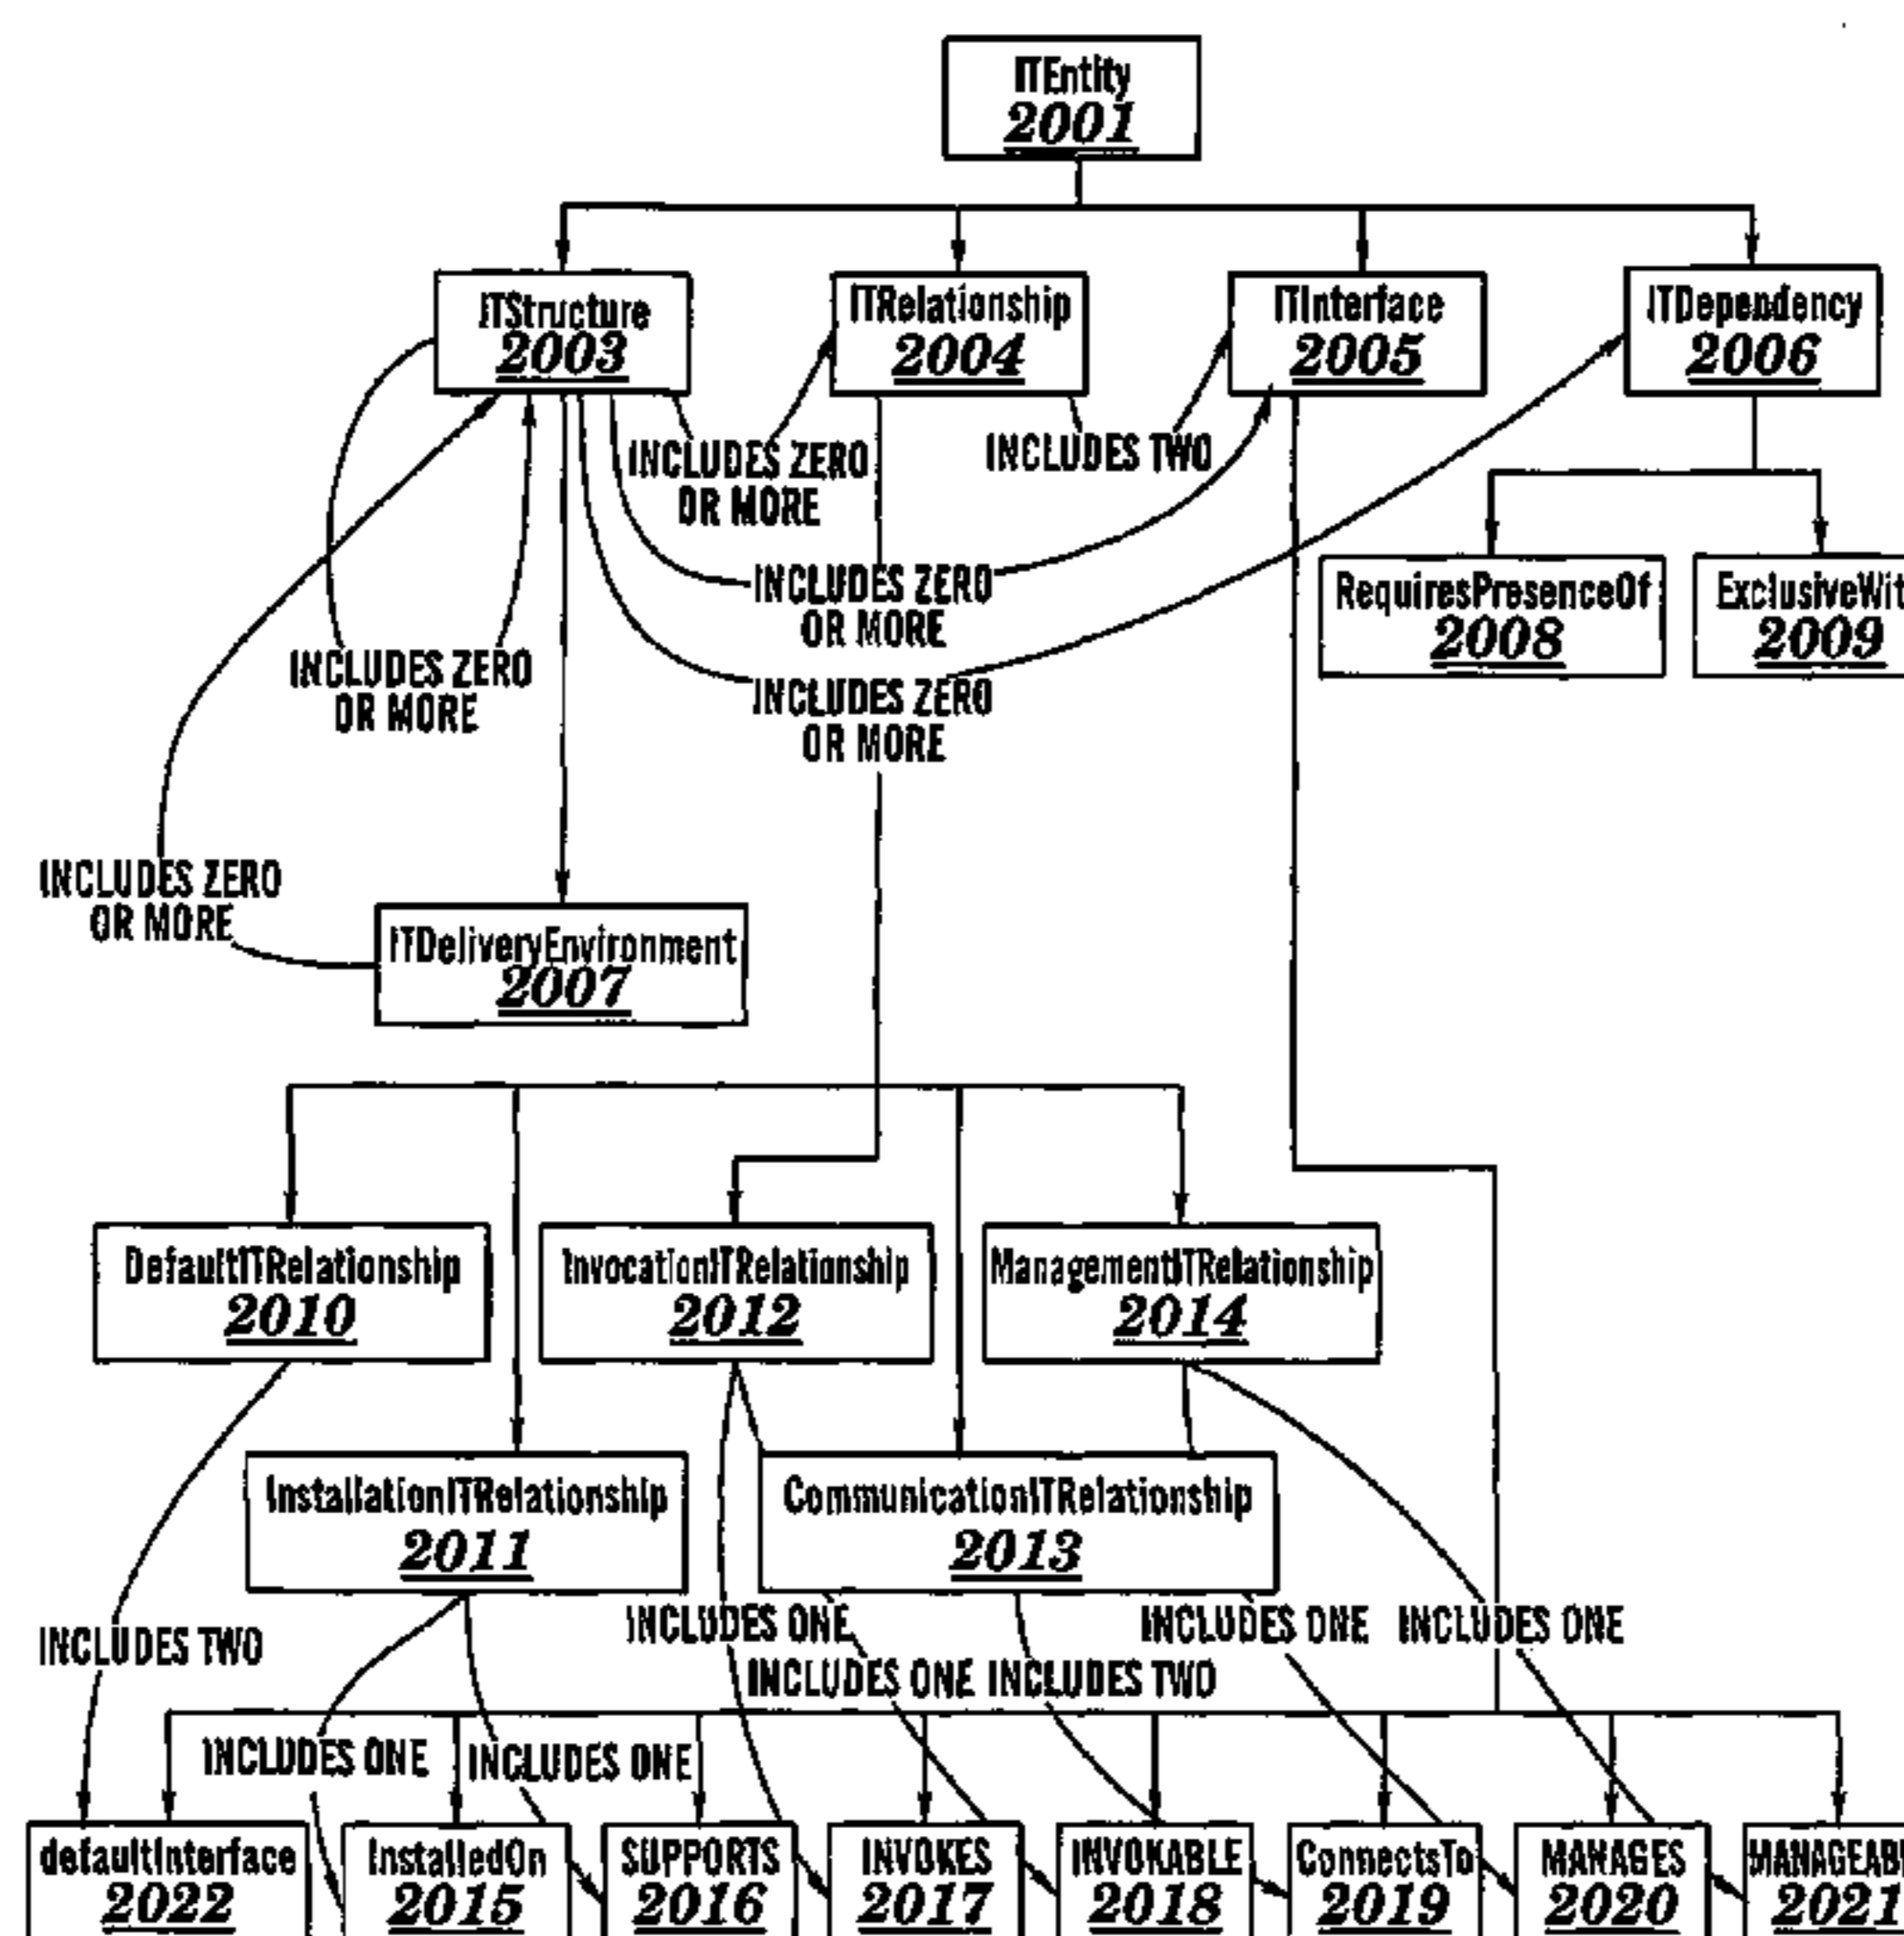 ITEntity
2001
ITStructure
2003
ITRelationship
2004
ITInterface
2005
ITDependency
2006
INCLUDES ZERO
OR MORE
INCLUDES TWO
INCLUDES ZERO
OR MORE
RequiresPresenceOf
2008
ExclusiveWit
2009
INCLUDES ZERO
OR MORE
INCLUDES ZERO
OR MORE
INCLUDES ZERO
OR MORE
ITDeliveryEnvironment
2007
DefaultITRelationship
2010
InvocationITRelationship
2012
ManagementITRelationship
2014
InstallationITRelationship
2011
CommunicationITRelationship
2013
INCLUDES TWO
INCLUDES ONE
INCLUDES ONE
INCLUDES ONE
INCLUDES ONE
INCLUDES TWO
INCLUDES ONE
INCLUDES ONE
defaultInterface
2022
InstalledOn
2015
SUPPORTS
2016
INVOKES
2017
INVOKABLE
2018
ConnectsTo
2019
MANAGES
2020
MANAGEAB
2021